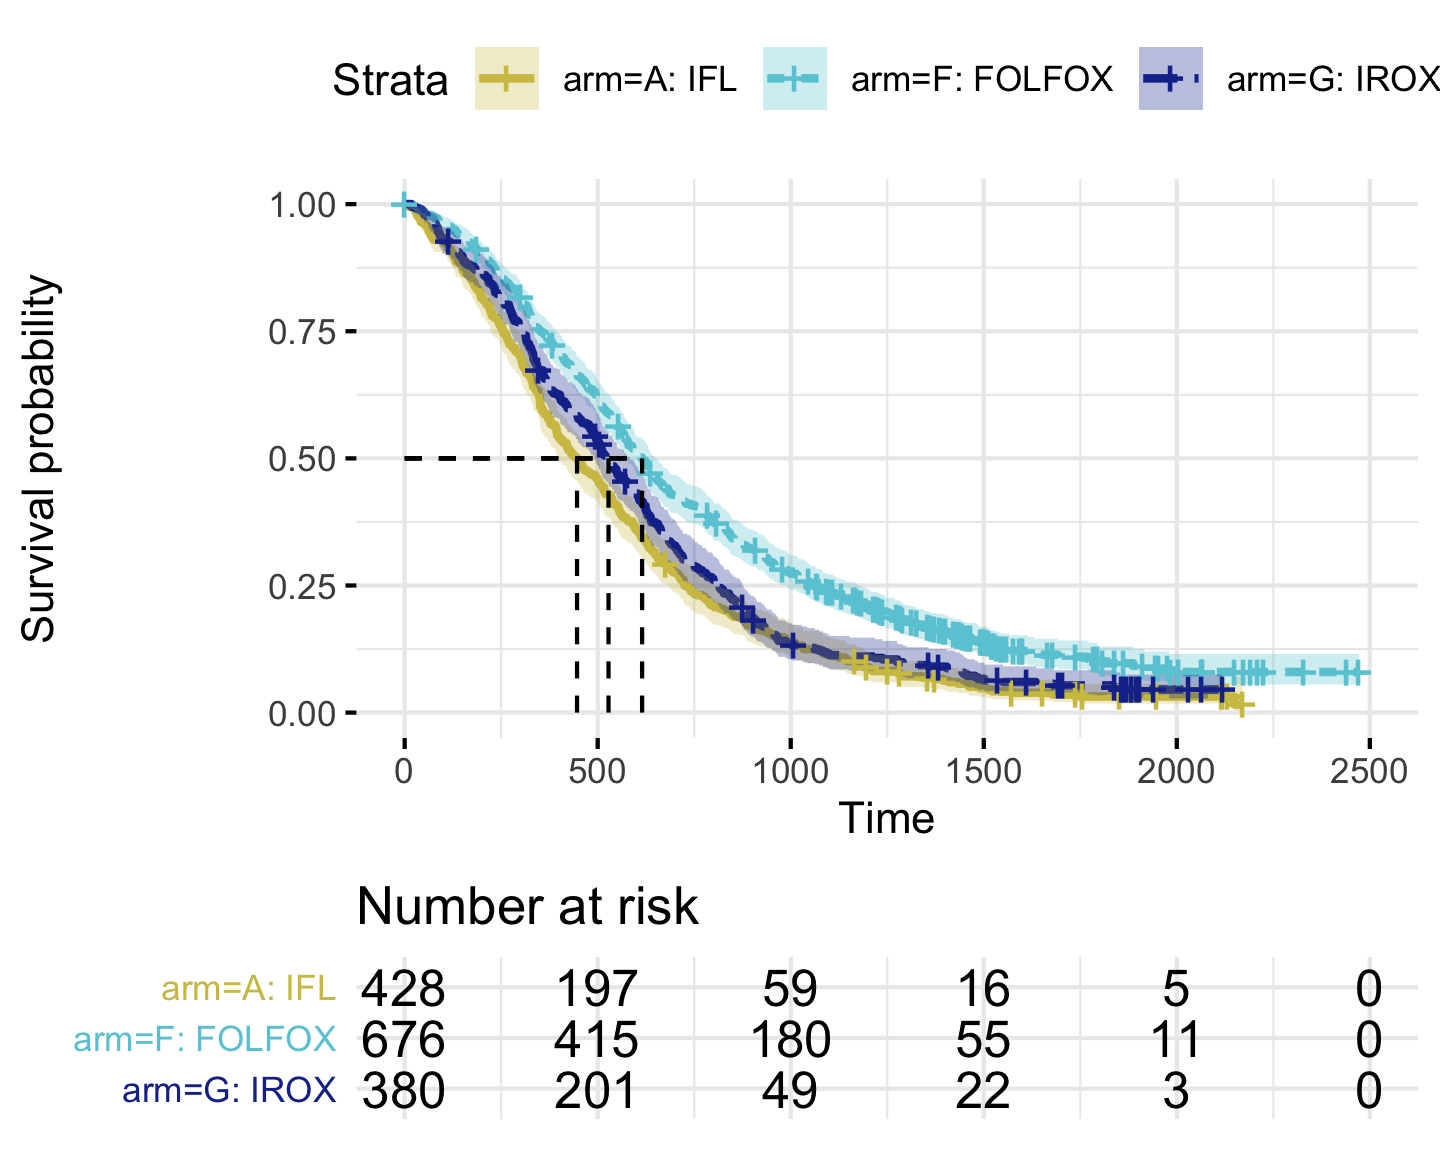 Strata arm=A: IFL arm=F: FOLFOX arm=G: IROX
Survival probability
1.00
0.75
0.50
0.25
0.00
0 500 1000 1500 2000 2500
Time
Number at risk
arm=A: IFL 428 197 59 16 5 0
arm=F: FOLFOX 676 415 180 55 11 0
arm=G: IROX 380 201 49 22 3 0